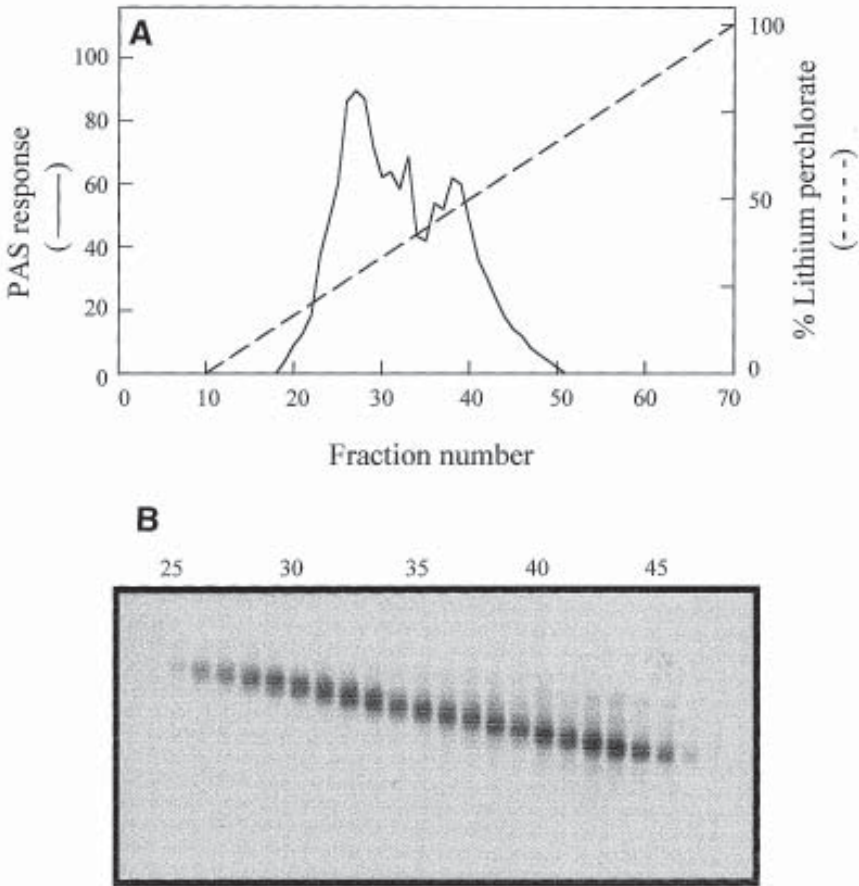 A
100
80
60
40
20
0
PAS response
(——)
100
50
0
% Lithium perchlorate
(-----)
0 10 20 30 40 50 60 70
Fraction number
B
25 30 35 40 45